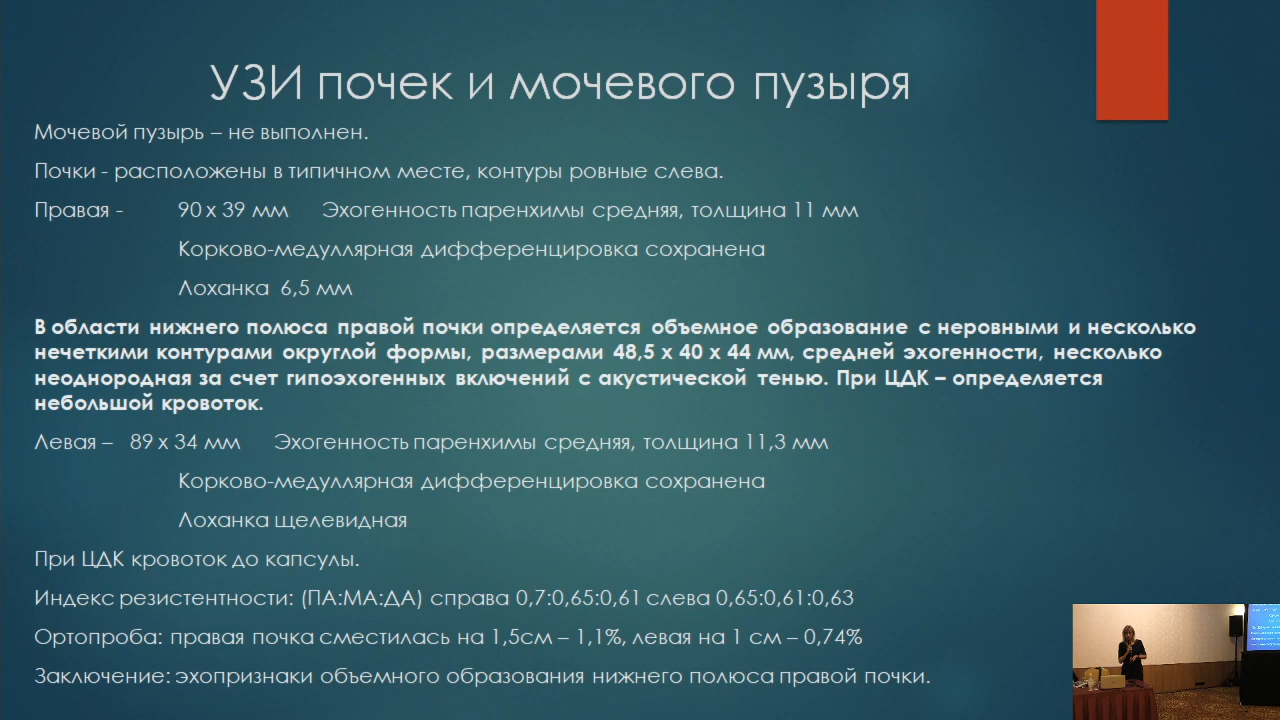 УЗИ почек и мочевого пузыря
Мочевой пузырь – не выполнен.
Почки - расположены в типичном месте, контуры ровные слева.
Правая - 90 х 39 мм Эхогенность паренхимы средняя, толщина 11 мм
Корково-медуллярная дифференцировка сохранена
Лоханка 6,5 мм
В области нижнего полюса правой почки определяется объемное образование с неровными и несколько
нечеткими контурами округлой формы, размерами 48,5 х 40 х 44 мм, средней эхогенности, несколько
неоднородная за счет гипоэхогенных включений с акустической тенью. При ЦДК – определяется
небольшой кровоток.
Левая – 89 х 34 мм Эхогенность паренхимы средняя, толщина 11,3 мм
Корково-медуллярная дифференцировка сохранена
Лоханка щелевидная
При ЦДК кровоток до капсулы.
Индекс резистентности: (ПА:МА:ДА) справа 0,7:0,65:0,61 слева 0,65:0,61:0,63
Ортопроба: правая почка сместилась на 1,5см – 1,1%, левая на 1 см – 0,74%
Заключение: эхопризнаки объемного образования нижнего полюса правой почки.